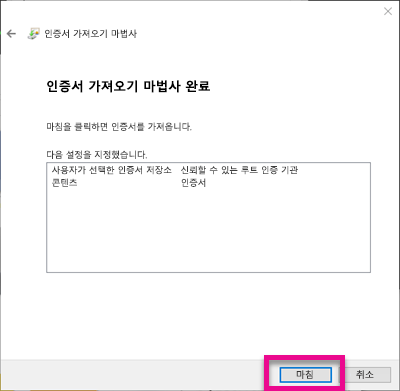 인증서 가져오기 마법사
인증서 가져오기 마법사 완료
마침을 클릭하면 인증서를 가져옵니다.
다음 설정을 지정했습니다.
사용자가 선택한 인증서 저장소 신뢰할 수 있는 루트 인증 기관
콘텐츠 인증서
마침 취소